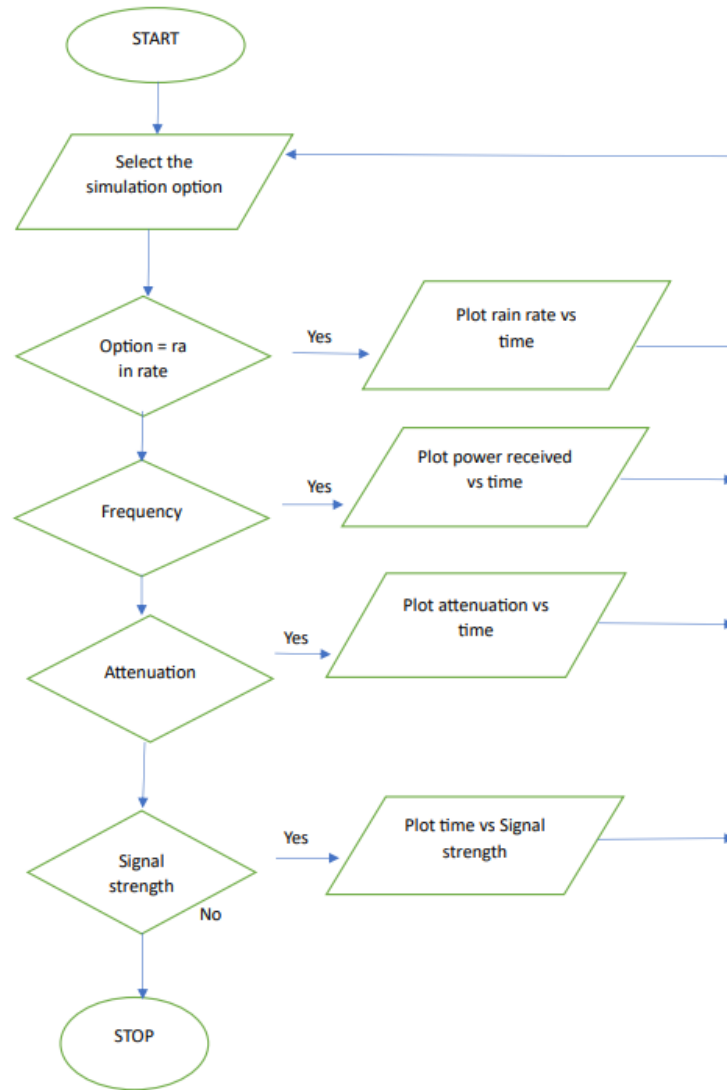 START
Select the
simulation option
Option = ra
in rate
Yes
Plot rain rate vs
time
Frequency
Yes
Plot power received
vs time
Attenuation
Yes
Plot attenuation vs
time
Signal
strength
Yes
No
Plot time vs Signal
strength
STOP